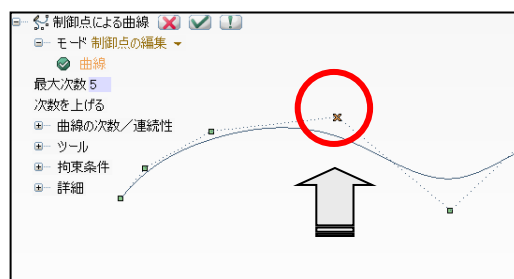 制御点による曲線
モード 制御点の編集
曲線
最大次数 5
次数を上げる
曲線の次数／連続性
ツール
拘束条件
詳細